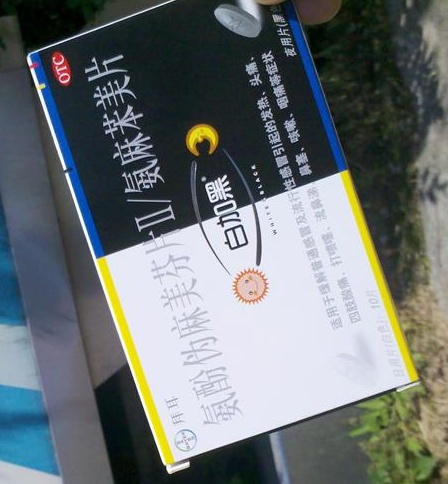 OTC
拜耳
氨酚伪麻美芬片Ⅱ/氨麻苯美片
白加黑
WHITE BLACK
适用于缓解普通感冒及流行性感冒引起的发热、头痛、
四肢酸痛、打喷嚏、流鼻涕、鼻塞、咳嗽、咽痛等症状
日用片(白色):10片
夜用片(黑